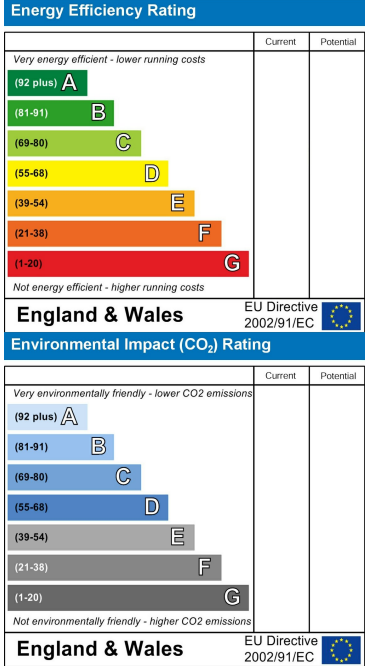 Energy Efficiency Rating
Current Potential
Very energy efficient - lower running costs
(92 plus) A
(81-91) B
(69-80) C
(55-68) D
(39-54) E
(21-38) F
(1-20) G
Not energy efficient - higher running costs
England & Wales
EU Directive
2002/91/EC
Environmental Impact (CO₂) Rating
Current Potential
Very environmentally friendly - lower CO2 emissions
(92 plus) A
(81-91) B
(69-80) C
(55-68) D
(39-54) E
(21-38) F
(1-20) G
Not environmentally friendly - higher CO2 emissions
England & Wales
EU Directive
2002/91/EC